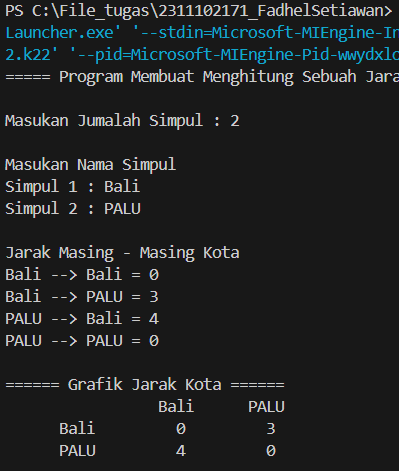 PS C:\File_tugas\2311102171_FadhelSetiawan>
Launcher.exe' '--stdin=Microsoft-MIEngine-In
2.k22' '--pid=Microsoft-MIEngine-Pid-wwydxlc
===== Program Membuat Menghitung Sebuah Jara
Masukan Jumalah Simpul : 2
Masukan Nama Simpul
Simpul 1 : Bali
Simpul 2 : PALU
Jarak Masing - Masing Kota
Bali --> Bali = 0
Bali --> PALU = 3
PALU --> Bali = 4
PALU --> PALU = 0
====== Grafik Jarak Kota ======
Bali PALU
Bali 0 3
PALU 4 0